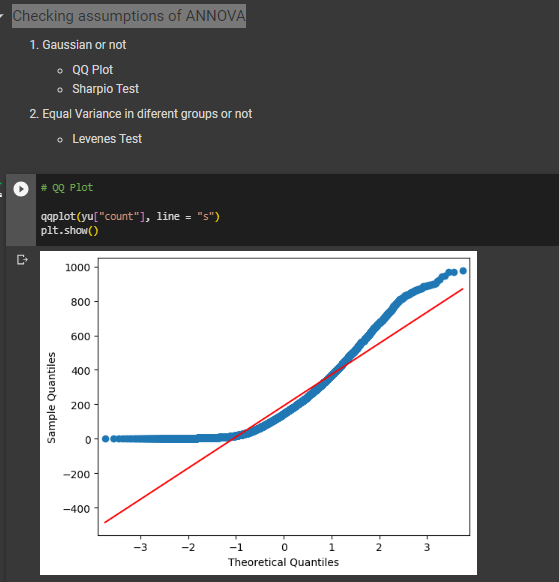 Checking assumptions of ANNOVA
1. Gaussian or not
QQ Plot
Sharpio Test
2. Equal Variance in diferent groups or not
Levenes Test
# QQ Plot
qqplot(yu["count"], line = "s")
plt.show()
1000
800
600
400
200
0
−200
−400
Sample Quantiles
−3 −2 −1 0 1 2 3
Theoretical Quantiles